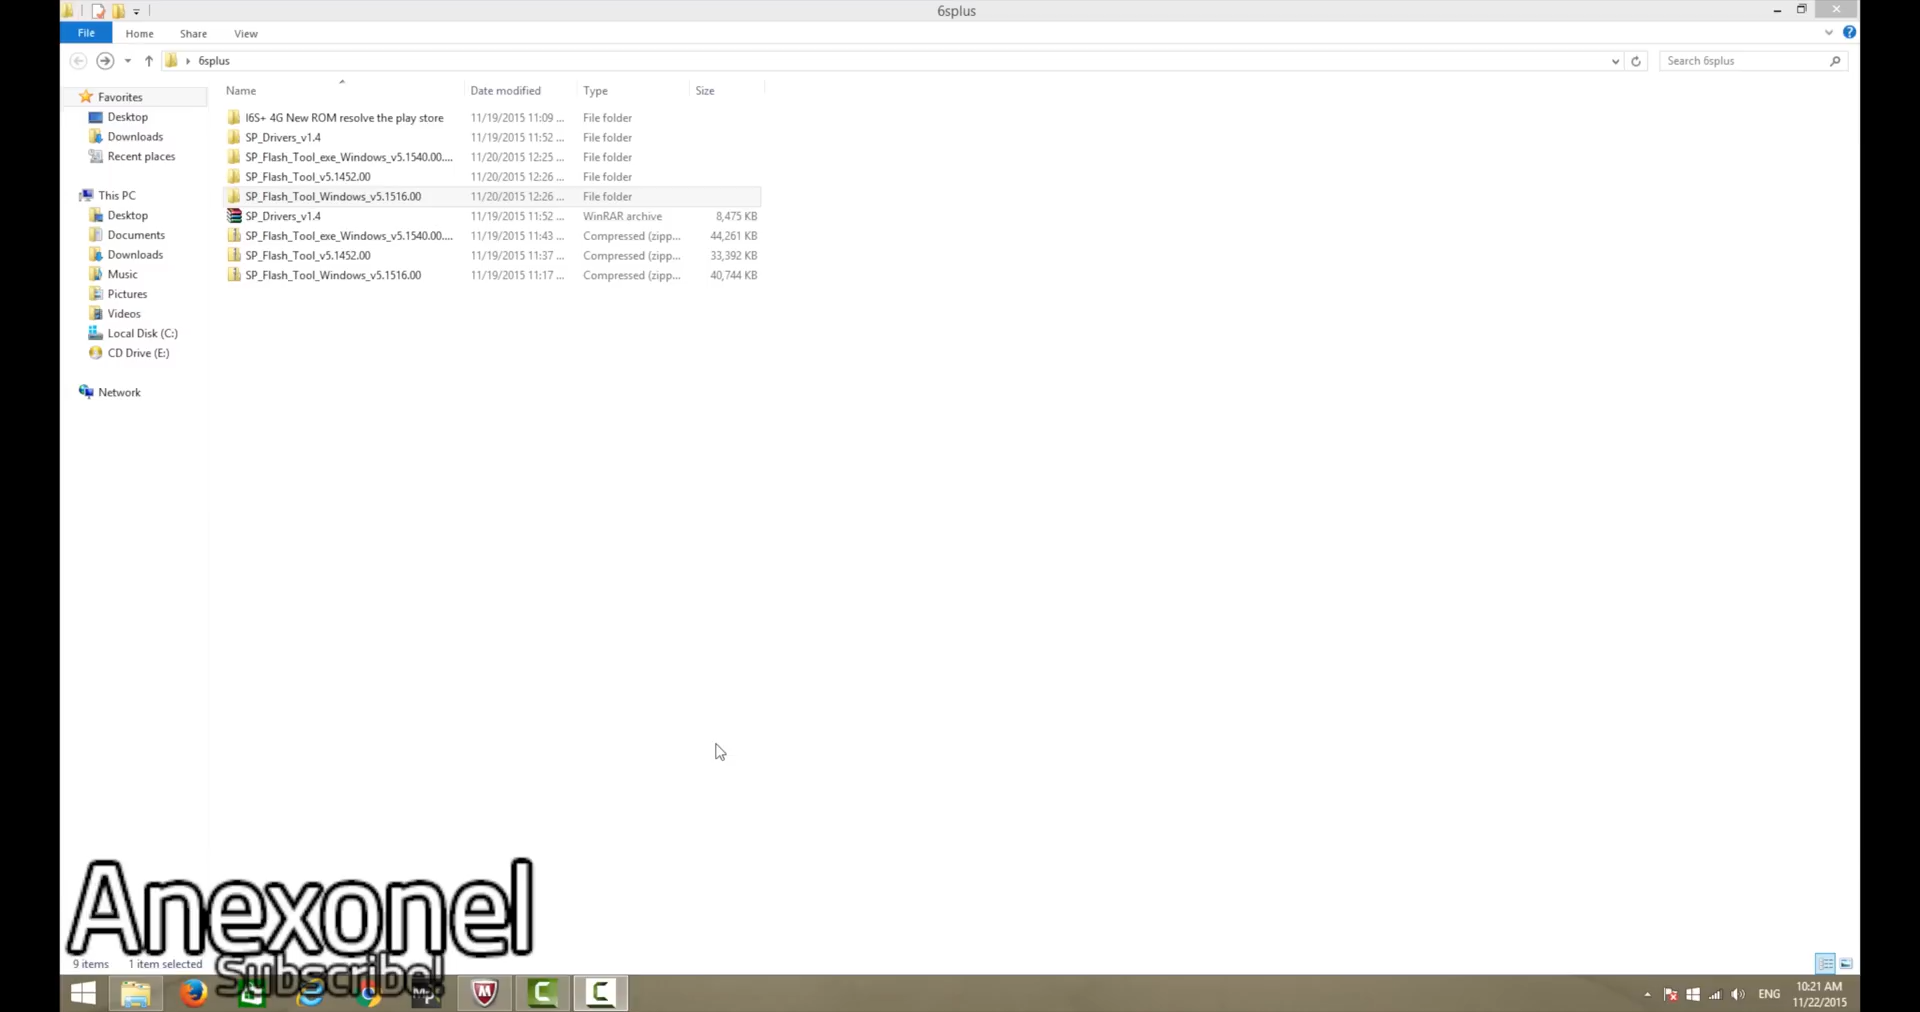 6splus
File Home Share View
6splus
Search 6splus
Name Date modified Type Size
Favorites
Desktop
Downloads
Recent places
This PC
Desktop
Documents
Downloads
Music
Pictures
Videos
Local Disk (C:)
CD Drive (E:)
Network
I6S+ 4G New ROM resolve the play store 11/19/2015 11:09 ... File folder
SP_Drivers_v1.4 11/19/2015 11:52 ... File folder
SP_Flash_Tool_exe_Windows_v5.1540.00.... 11/20/2015 12:25 ... File folder
SP_Flash_Tool_v5.1452.00 11/20/2015 12:26 ... File folder
SP_Flash_Tool_Windows_v5.1516.00 11/20/2015 12:26 ... File folder
SP_Drivers_v1.4 11/19/2015 11:52 ... WinRAR archive 8,475 KB
SP_Flash_Tool_exe_Windows_v5.1540.00.... 11/19/2015 11:43 ... Compressed (zipp... 44,261 KB
SP_Flash_Tool_v5.1452.00 11/19/2015 11:37 ... Compressed (zipp... 33,392 KB
SP_Flash_Tool_Windows_v5.1516.00 11/19/2015 11:17 ... Compressed (zipp... 40,744 KB
Anexonel
Subscribe!
9 items 1 item selected
Mp
ENG
10:21 AM
11/22/2015